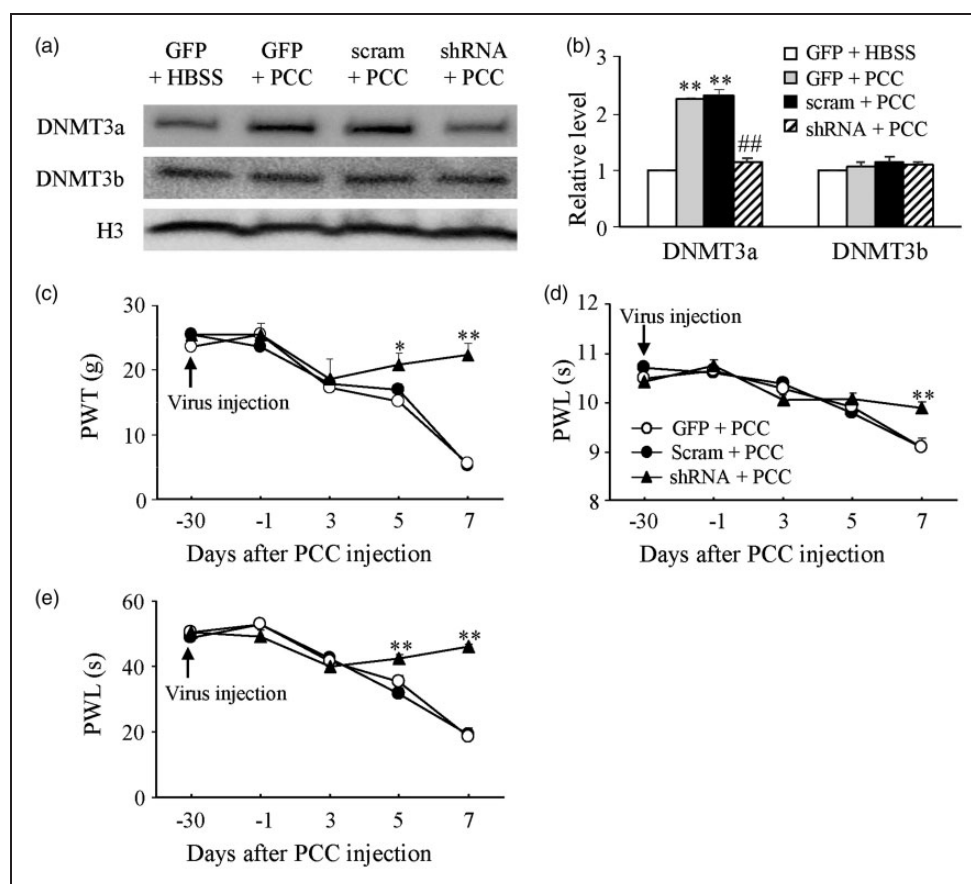 (a)
GFP GFP scram shRNA
+ HBSS + PCC + PCC + PCC
DNMT3a
DNMT3b
H3
(b)
GFP + HBSS
GFP + PCC
scram + PCC
shRNA + PCC
Relative level
3
2
1
0
** **
##
DNMT3a DNMT3b
(c)
PWT (g)
30
20
10
0
Virus injection
* **
-30 -1 3 5 7
Days after PCC injection
(d)
PWL (s)
12
11
10
9
8
Virus injection
**
GFP + PCC
Scram + PCC
shRNA + PCC
-30 -1 3 5 7
Days after PCC injection
(e)
PWL (s)
60
40
20
0
Virus injection
** **
-30 -1 3 5 7
Days after PCC injection